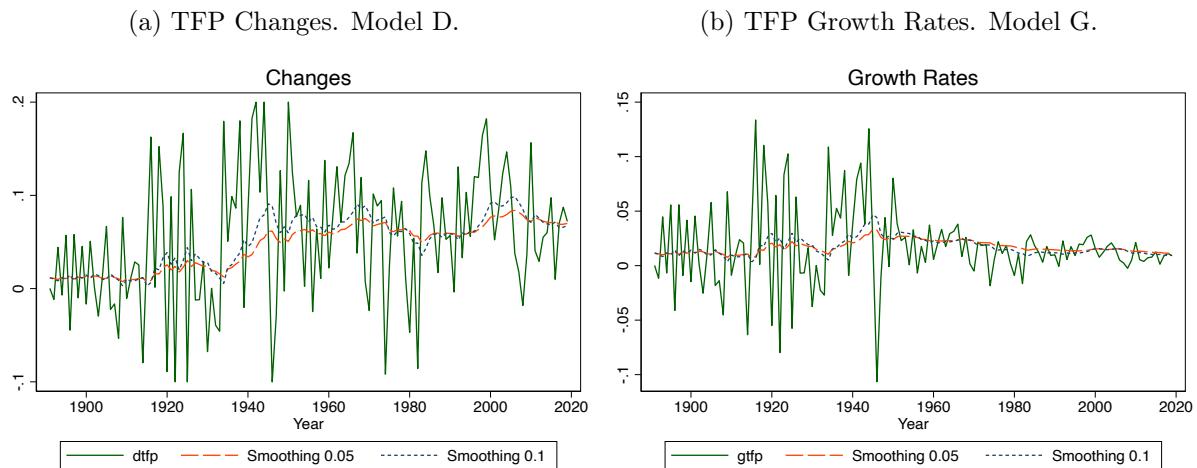 (a) TFP Changes. Model D.
Changes
.2
.1
0
-.1
1900 1920 1940 1960 1980 2000 2020
Year
dtfp Smoothing 0.05 Smoothing 0.1
(b) TFP Growth Rates. Model G.
Growth Rates
.15
.1
.05
0
-.05
-.1
1900 1920 1940 1960 1980 2000 2020
Year
gtfp Smoothing 0.05 Smoothing 0.1